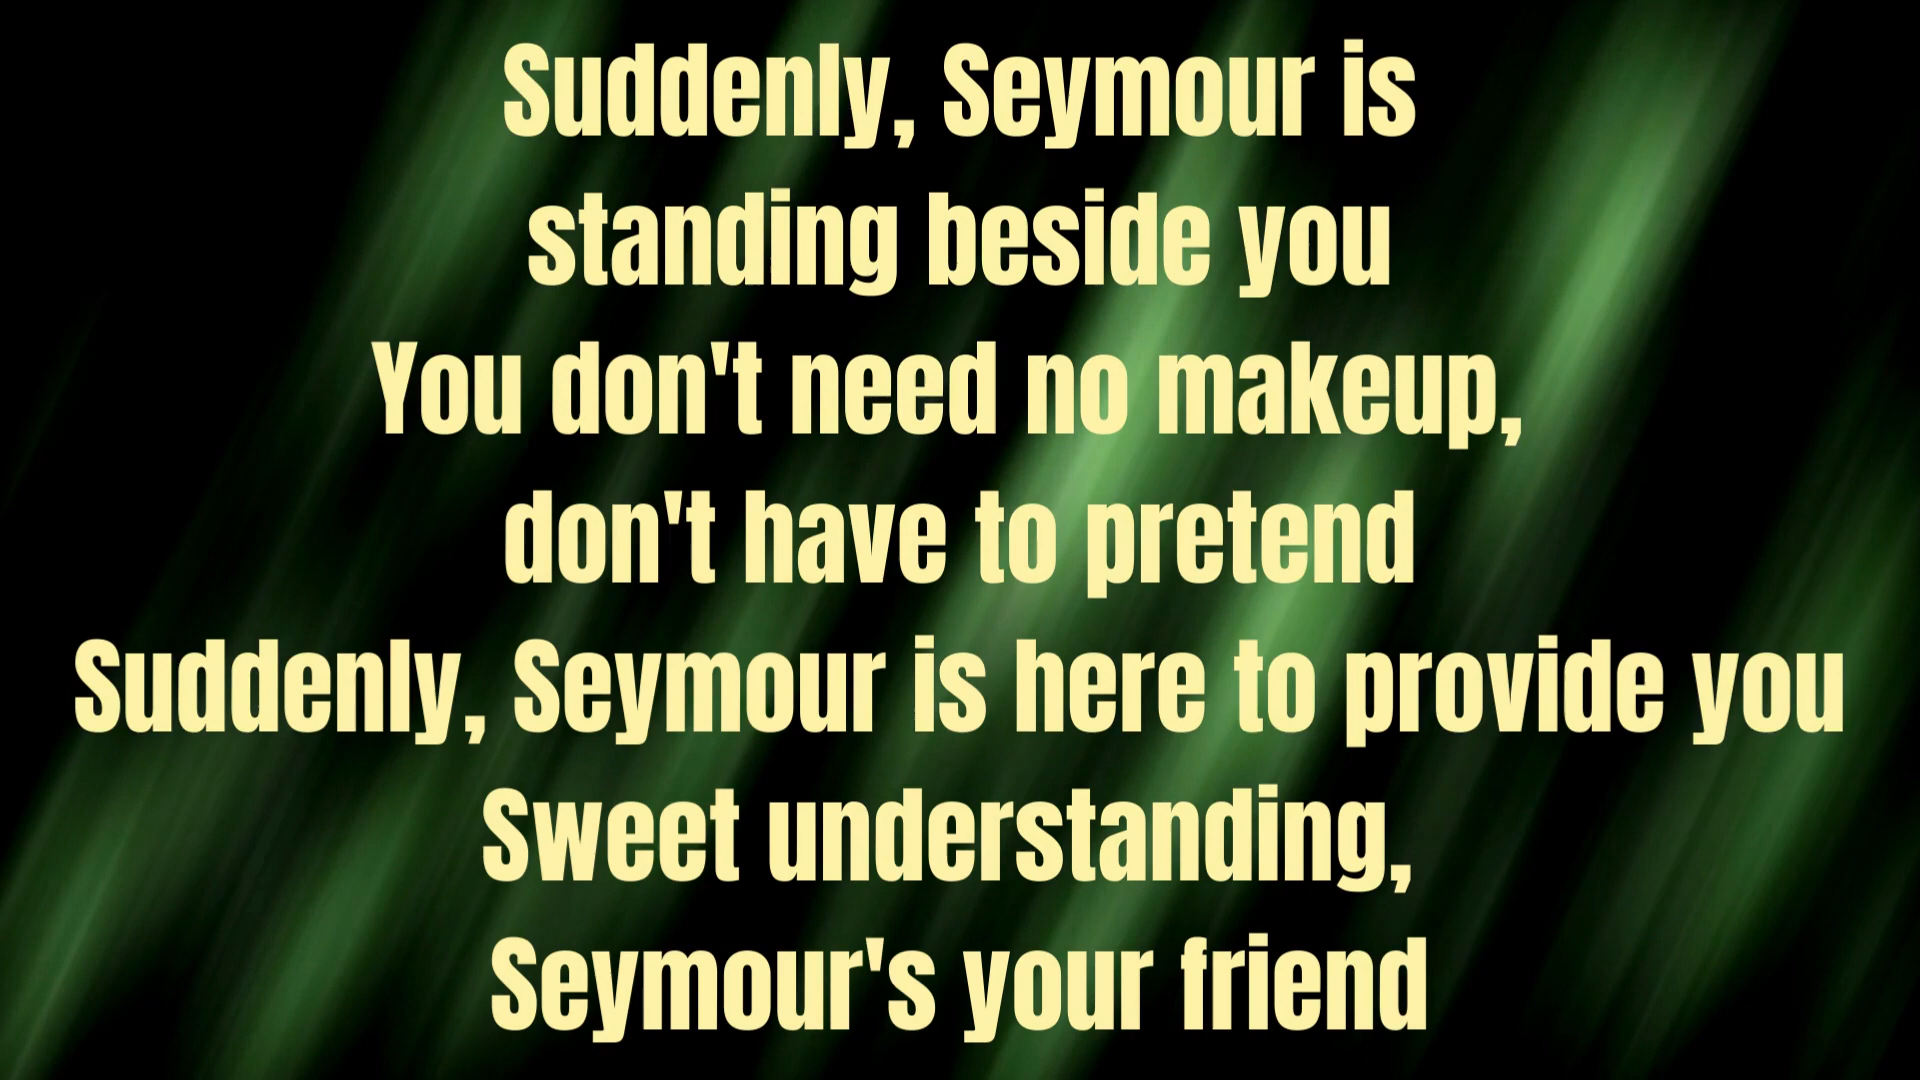 Suddenly, Seymour is
standing beside you
You don't need no makeup,
don't have to pretend
Suddenly, Seymour is here to provide you
Sweet understanding,
Seymour's your friend